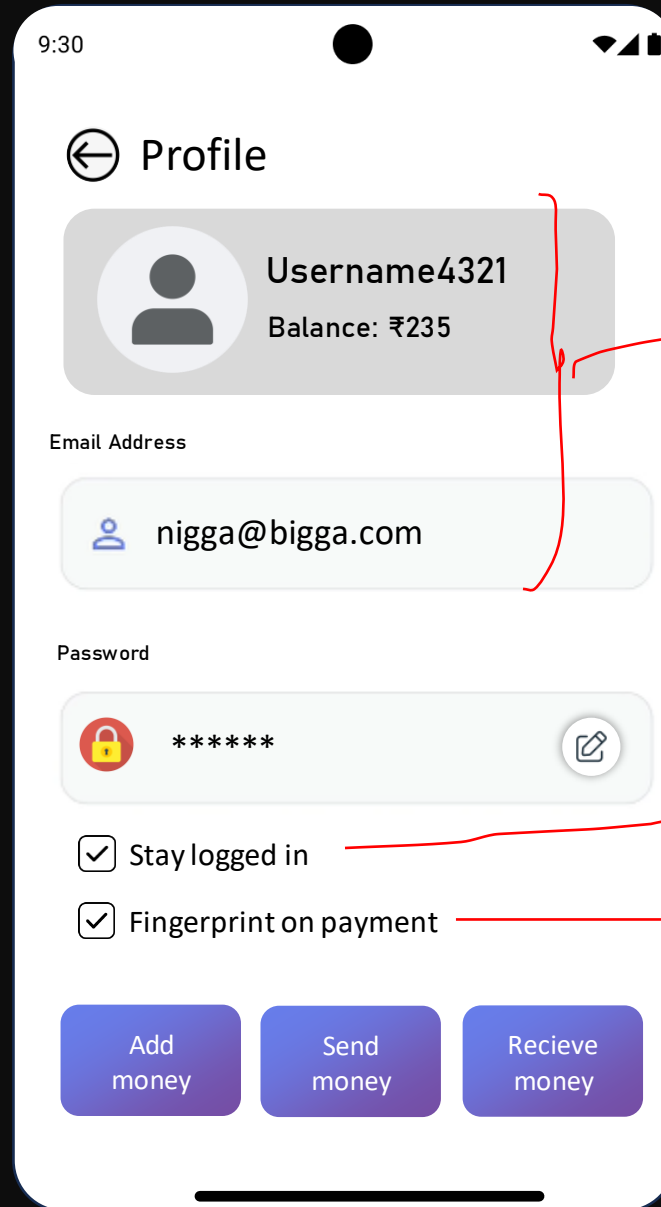 9:30
Profile
Username4321
Balance: ₹235
Email Address
nigga@bigga.com
Password
******
Stay logged in
Fingerprint on payment
Add
money
Send
money
Recieve
money